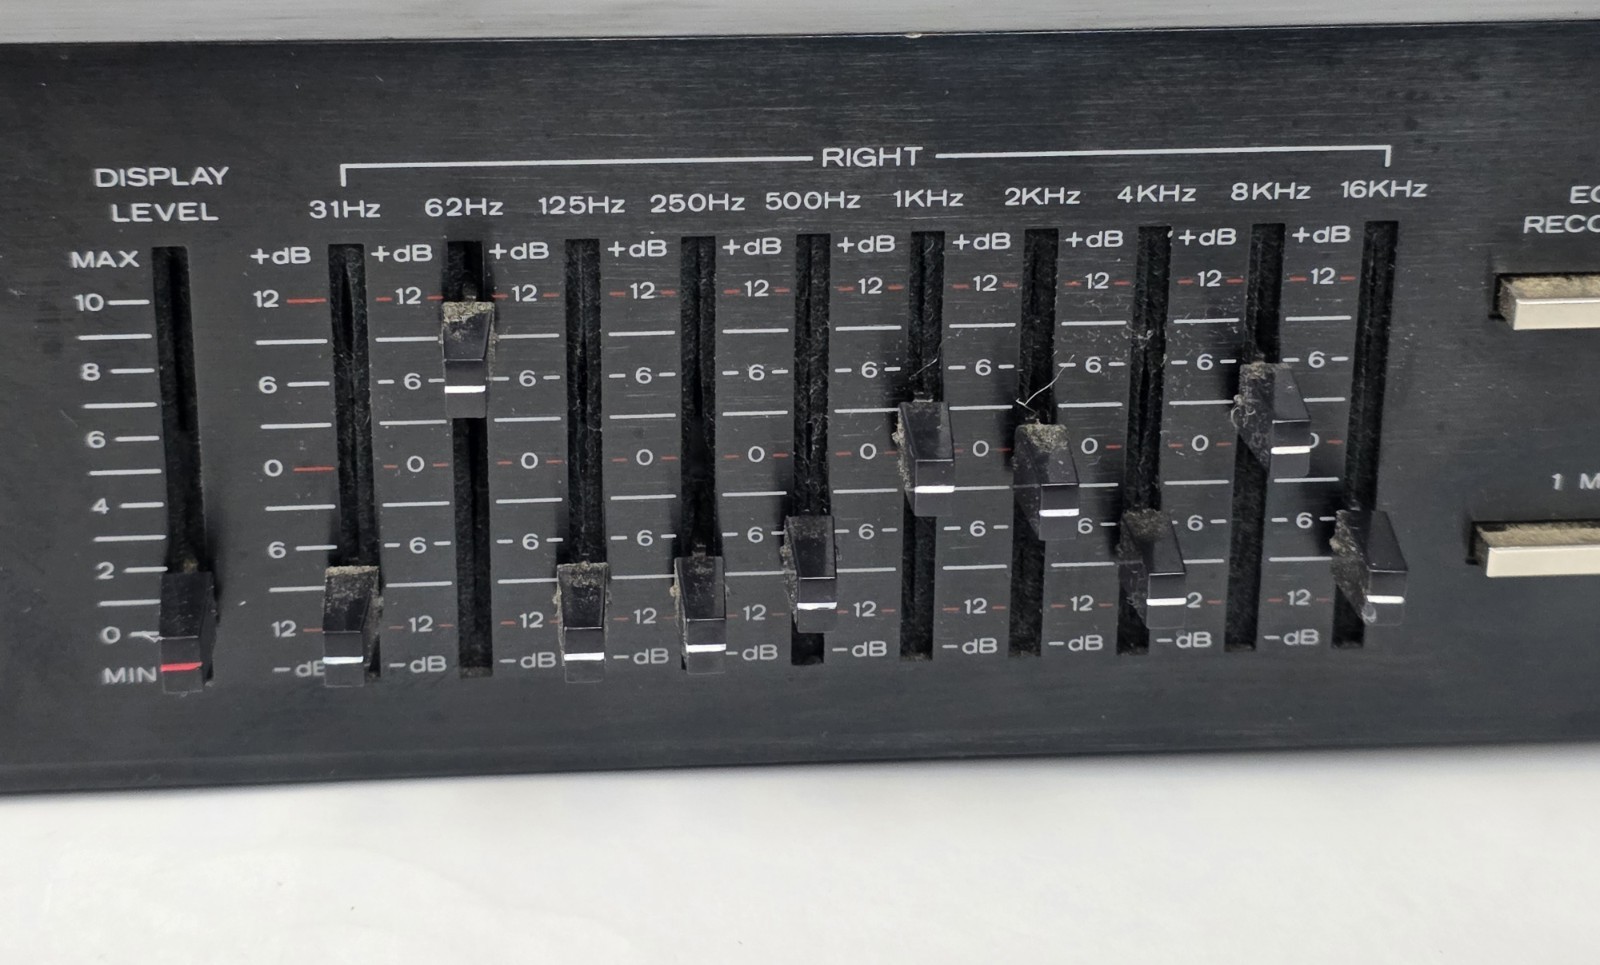 RIGHT
DISPLAY
LEVEL 31Hz 62Hz 125Hz 250Hz 500Hz 1KHz 2KHz 4KHz 8KHz 16KHz
MAX +dB +dB +dB +dB +dB +dB +dB +dB +dB +dB
10 12 12 12 12 12 12 12 12 12 12
8 6 6 6 6 6 6 6 6 6 6
6
0 0 0 0 0 0 0 0 0
4
6 6 6 6 6 6 6 6 6 6
2
0 12 12 12 12 12 12 12 12 12
MIN -dB -dB -dB -dB -dB -dB -dB -dB -dB
1 M